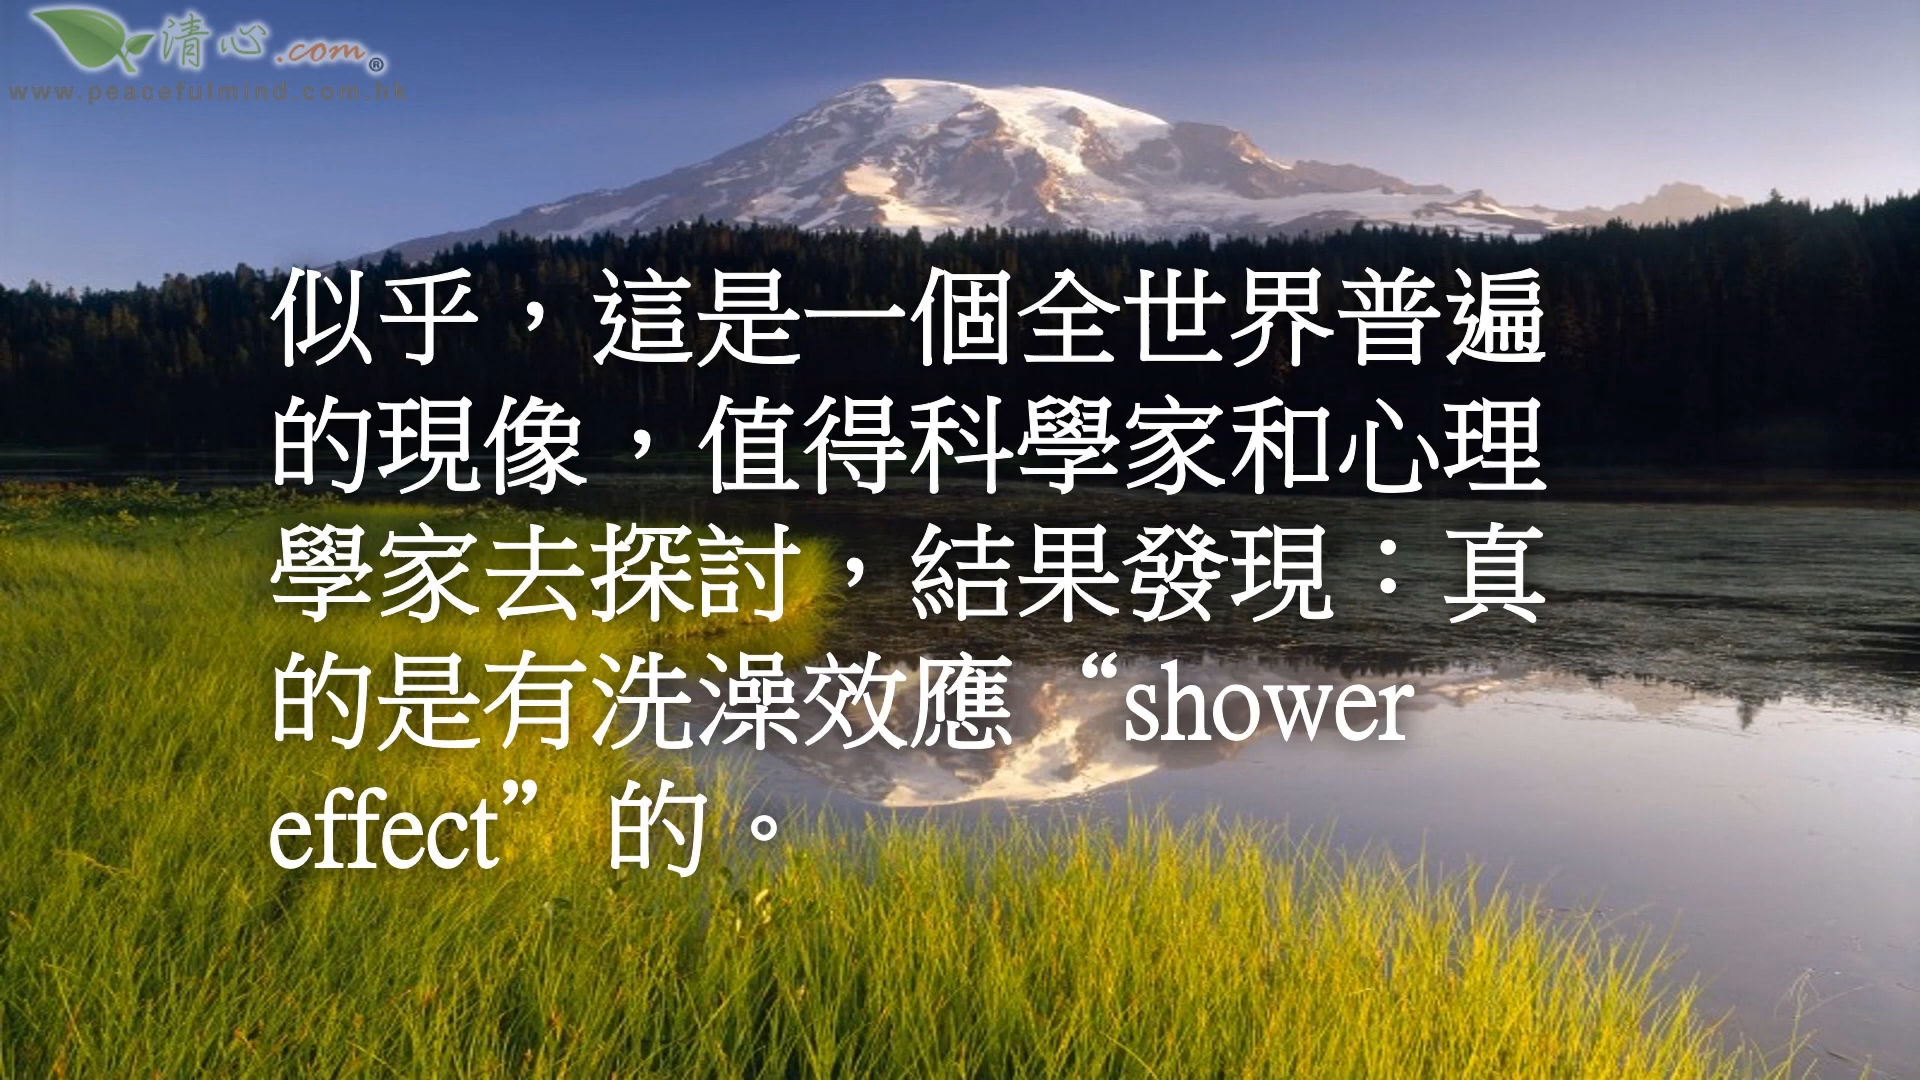 清心.com®
www.peacefulmind.com.hk
似乎，這是一個全世界普遍
的現像，值得科學家和心理
學家去探討，結果發現：真
的是有洗澡效應“shower
effect”的。